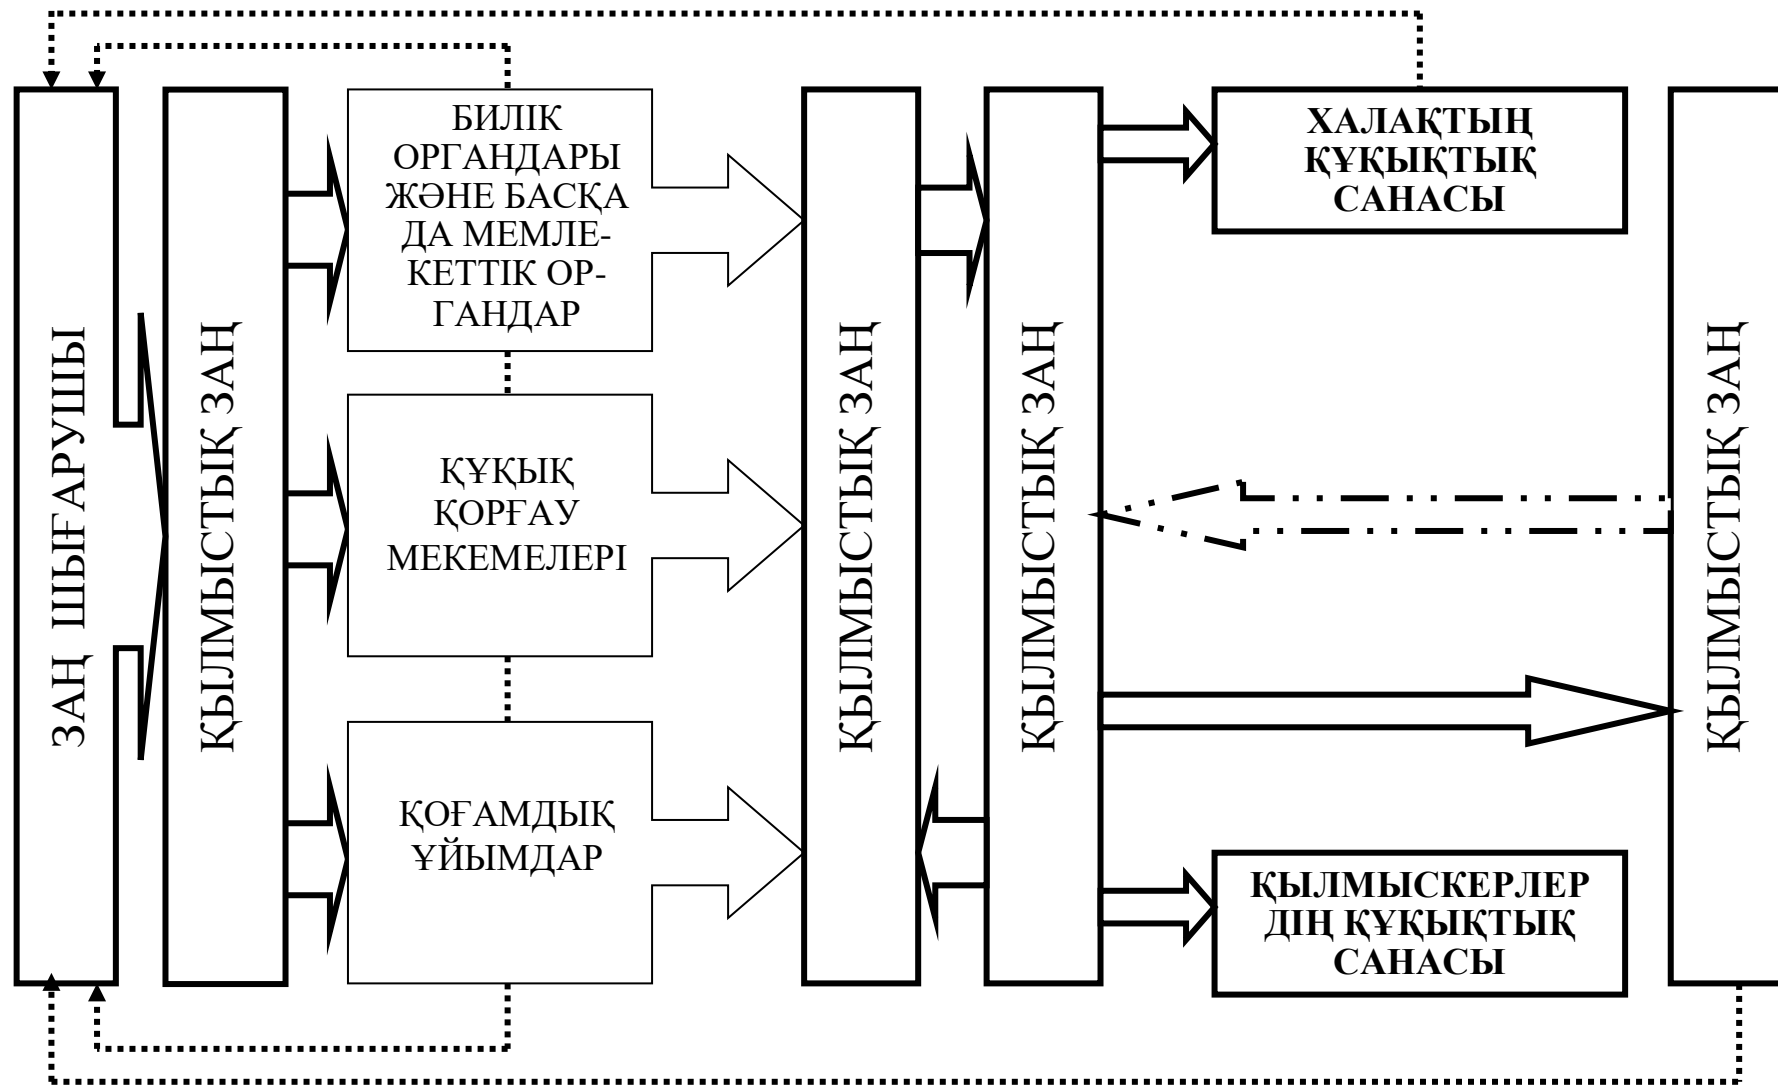 ЗАҢ ШЫҒАРУШЫ
ҚЫЛМЫСТЫҚ ЗАҢ
БИЛІК
ОРГАНДАРЫ
ЖӘНЕ БАСҚА
ДА МЕМЛЕ-
КЕТТІК ОР-
ГАНДАР
ҚҰҚЫҚ
ҚОРҒАУ
МЕКЕМЕЛЕРІ
ҚОҒАМДЫҚ
ҰЙЫМДАР
ҚЫЛМЫСТЫҚ ЗАҢ
ҚЫЛМЫСТЫҚ ЗАҢ
ХАЛАҚТЫҢ
ҚҰҚЫҚТЫҚ
САНАСЫ
ҚЫЛМЫСКЕРЛЕР
ДІҢ ҚҰҚЫҚТЫҚ
САНАСЫ
ҚЫЛМЫСТЫҚ ЗАҢ